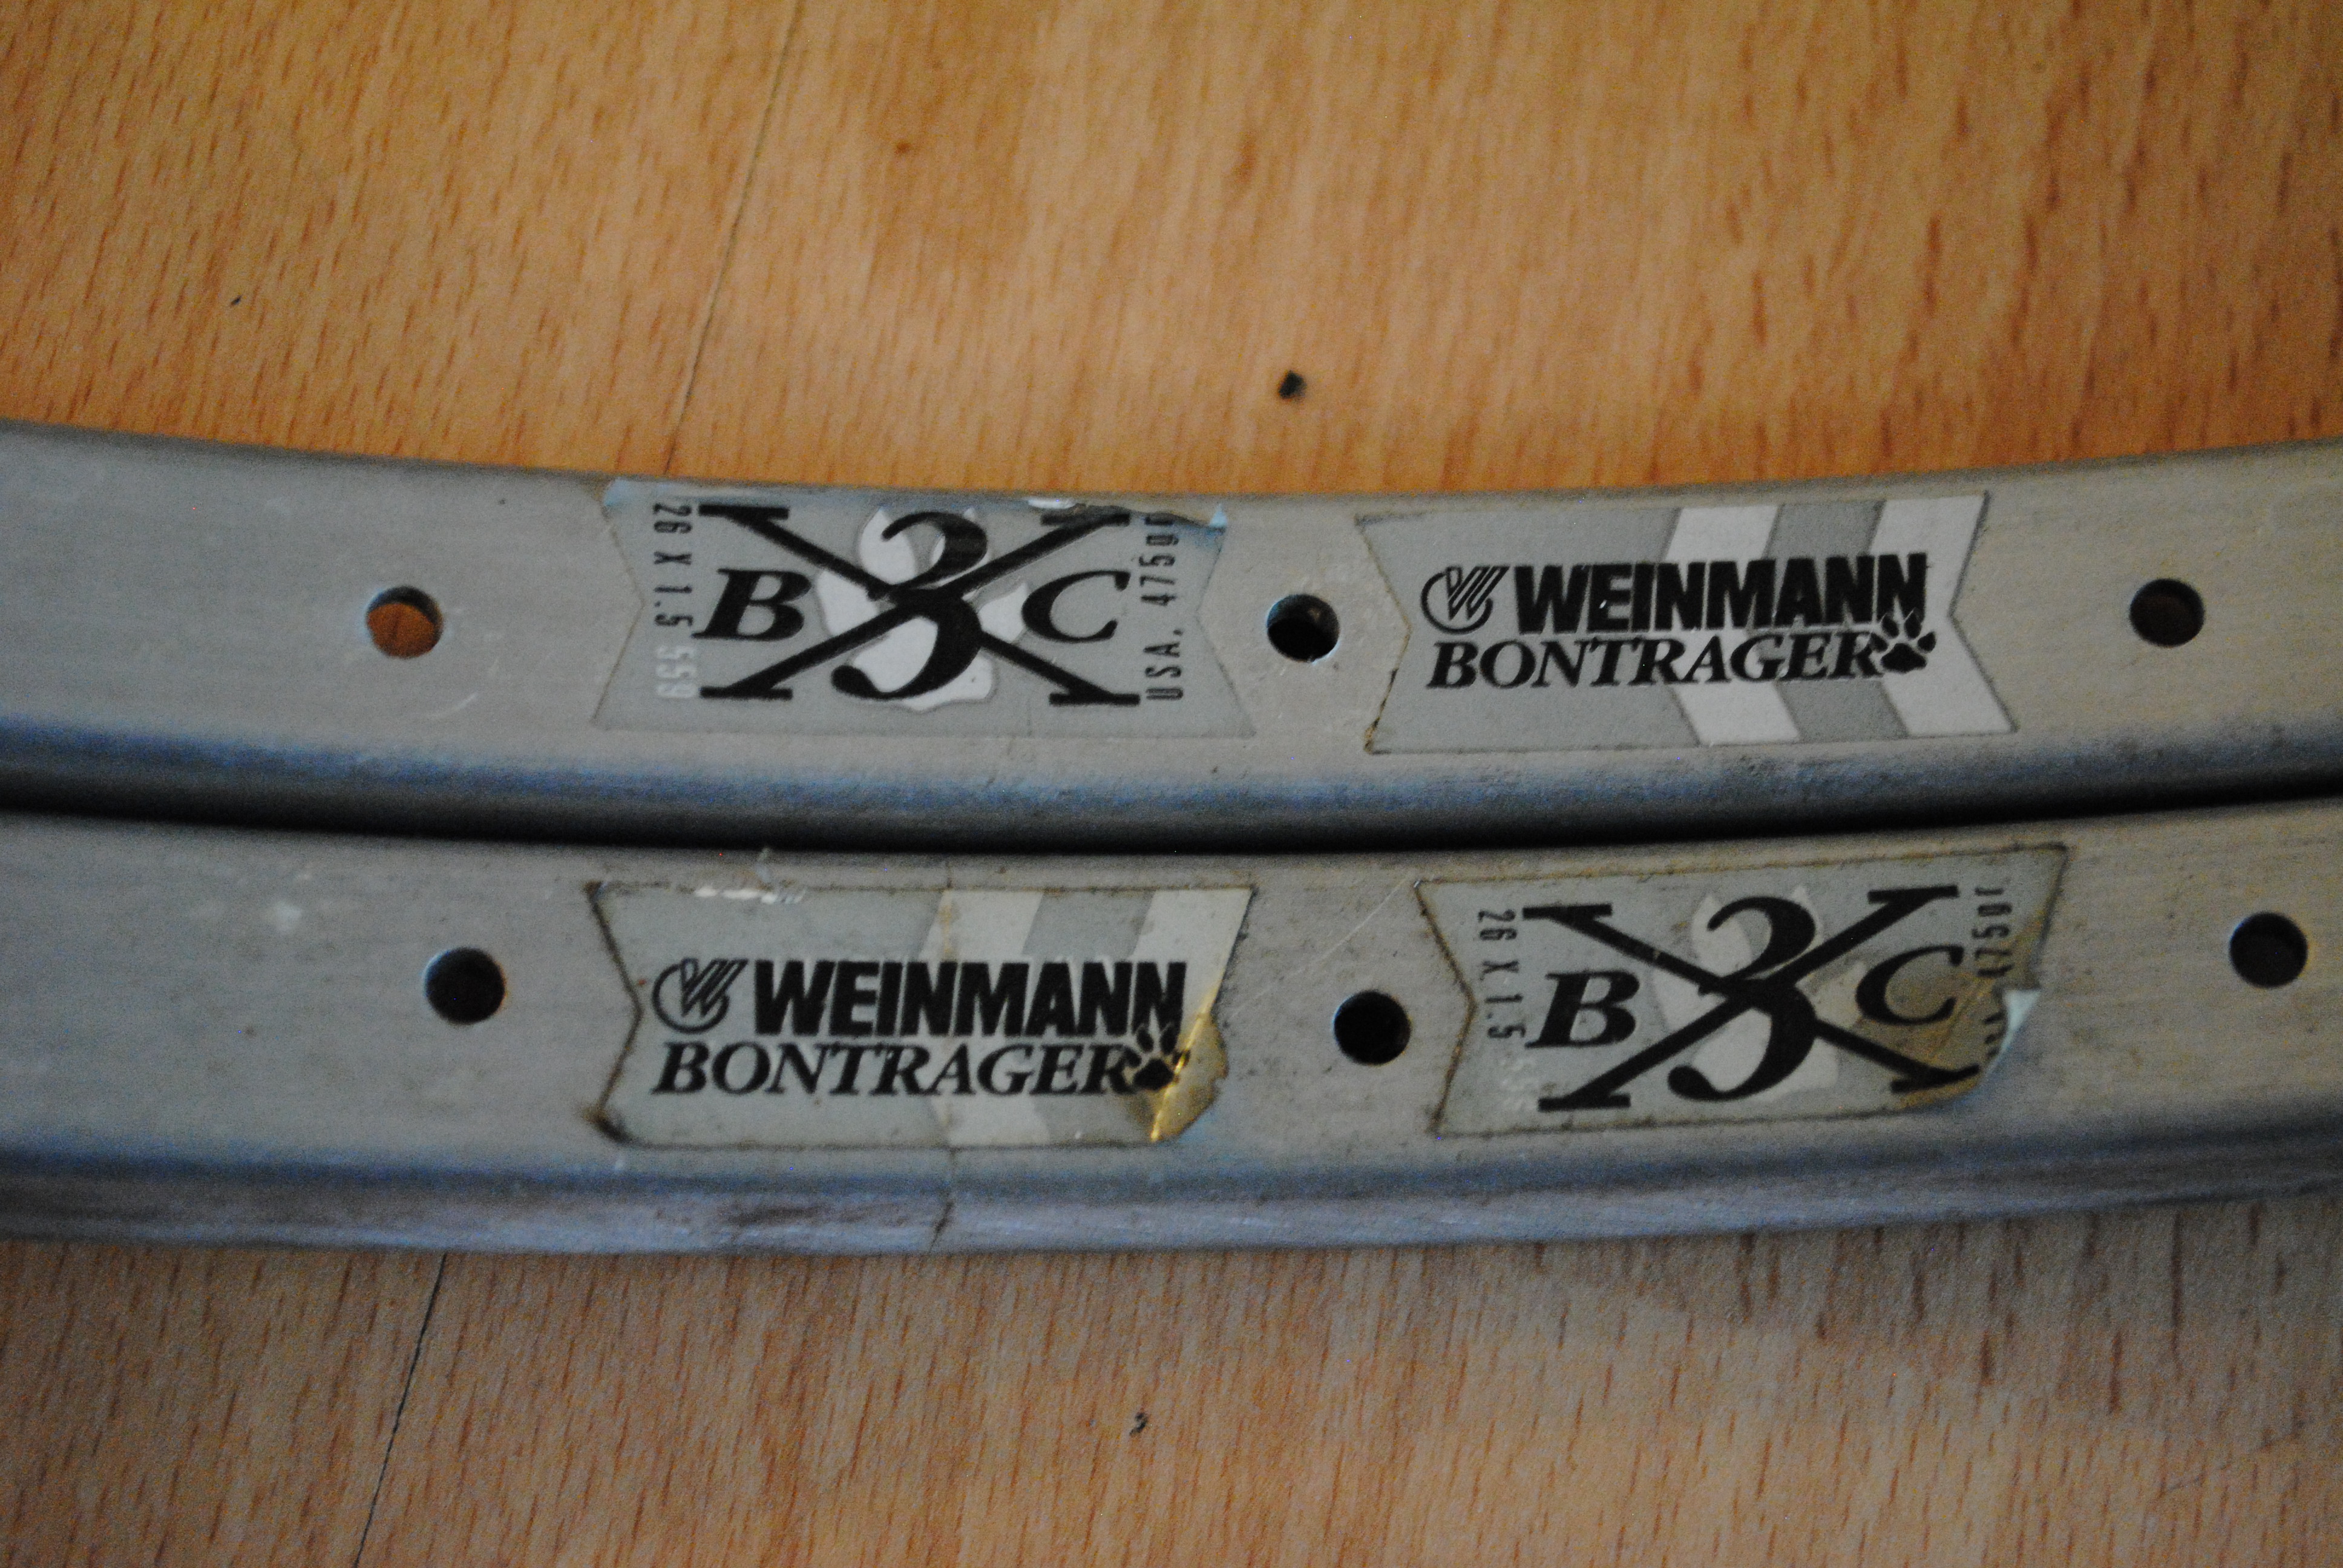 26 X 1.5 559
B 3 C
X
USA, 475gr
WEINMANN
BONTRAGER
WEINMANN
BONTRAGER
26 X 1.5
B 3 C
X
475gr